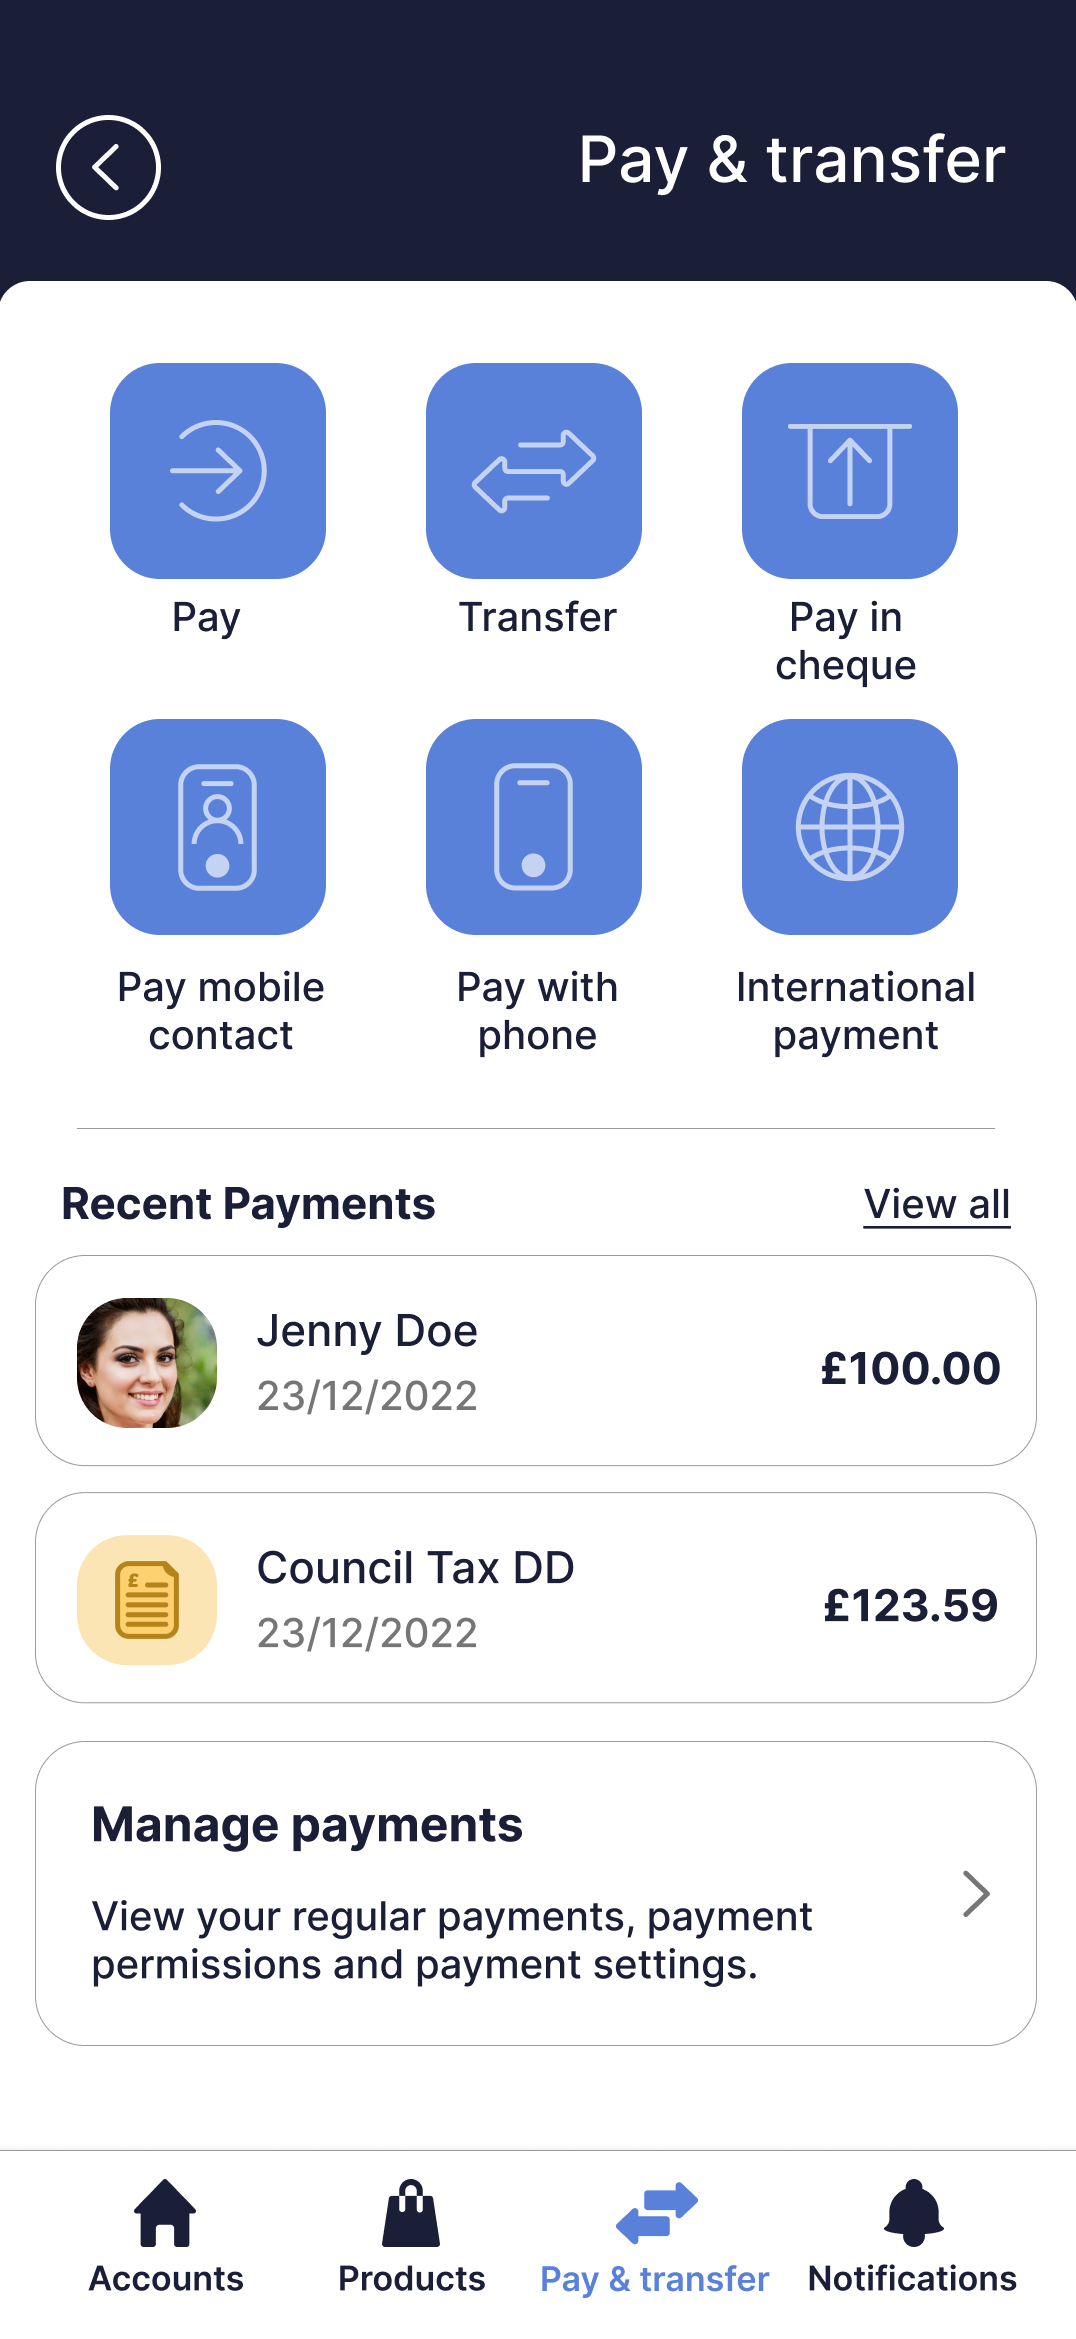 Pay & transfer
Pay
Transfer
Pay in
cheque
Pay mobile
contact
Pay with
phone
International
payment
Recent Payments
View all
Jenny Doe
23/12/2022
£100.00
£
Council Tax DD
23/12/2022
£123.59
Manage payments
View your regular payments, payment
permissions and payment settings.
Accounts
Products
Pay & transfer
Notifications